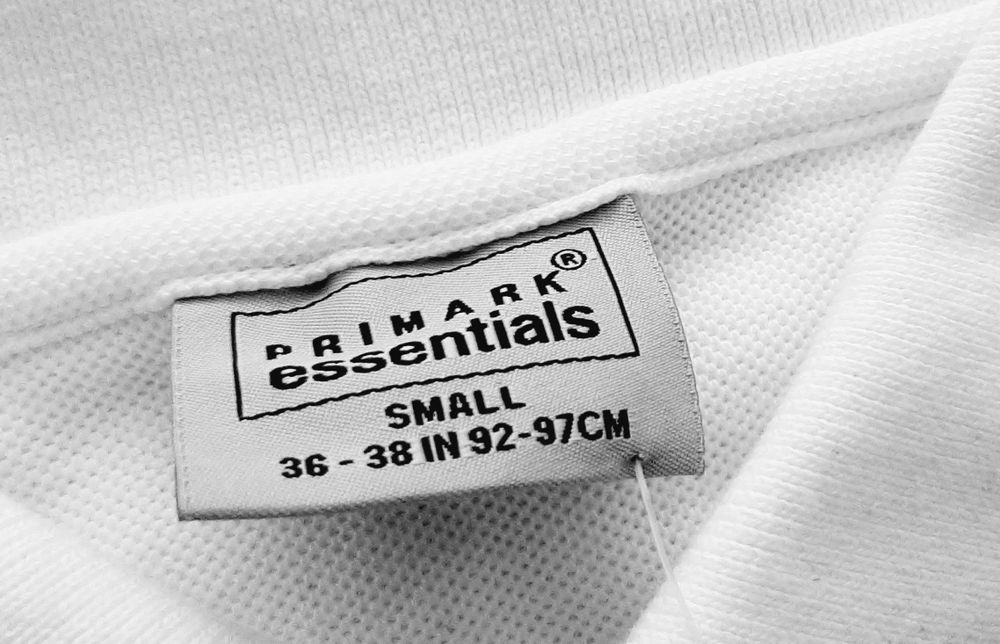 PRIMARK®
essentials
SMALL
36 - 38 IN 92-97CM